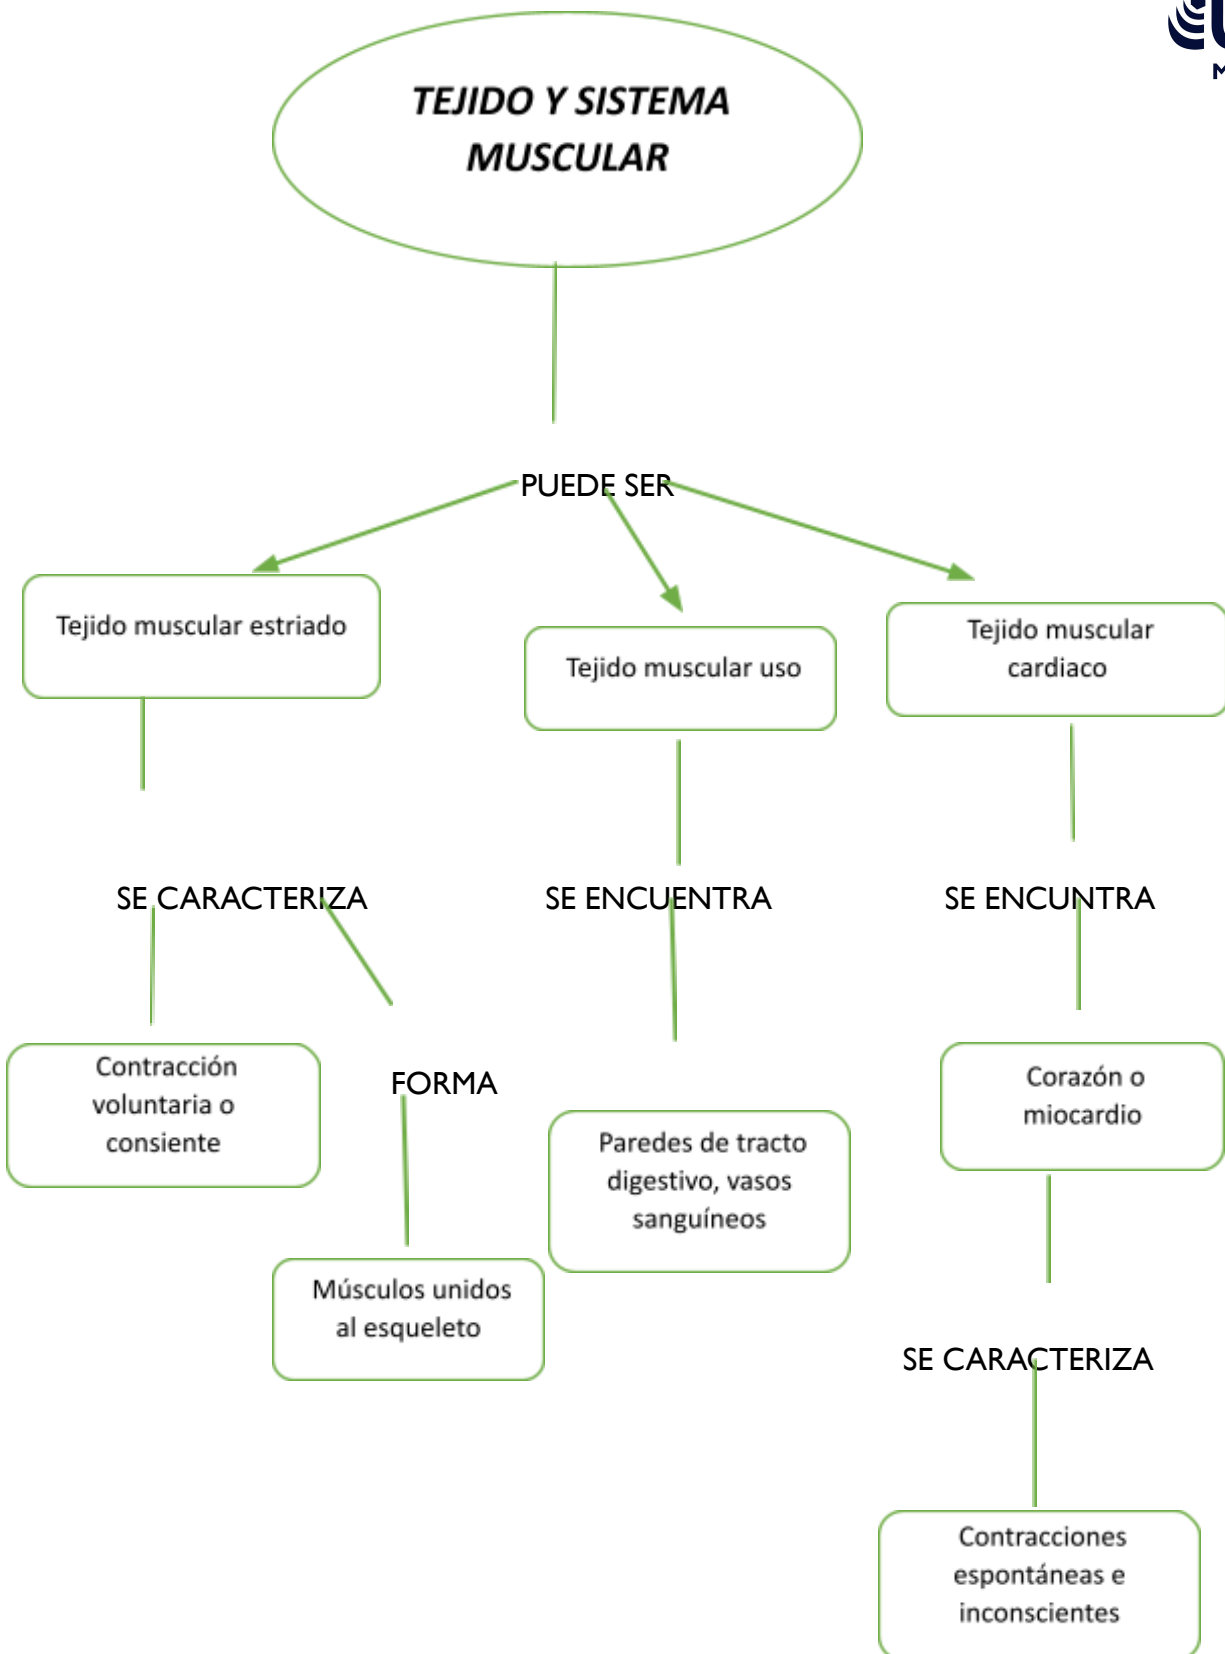 TEJIDO Y SISTEMA
MUSCULAR
PUEDE SER
Tejido muscular estriado
Tejido muscular uso
Tejido muscular
cardiaco
SE CARACTERIZA
SE ENCUENTRA
SE ENCUNTRA
Contracción
voluntaria o
consiente
FORMA
Músculos unidos
al esqueleto
Paredes de tracto
digestivo, vasos
sanguíneos
Corazón o
miocardio
SE CARACTERIZA
Contracciones
espontáneas e
inconscientes